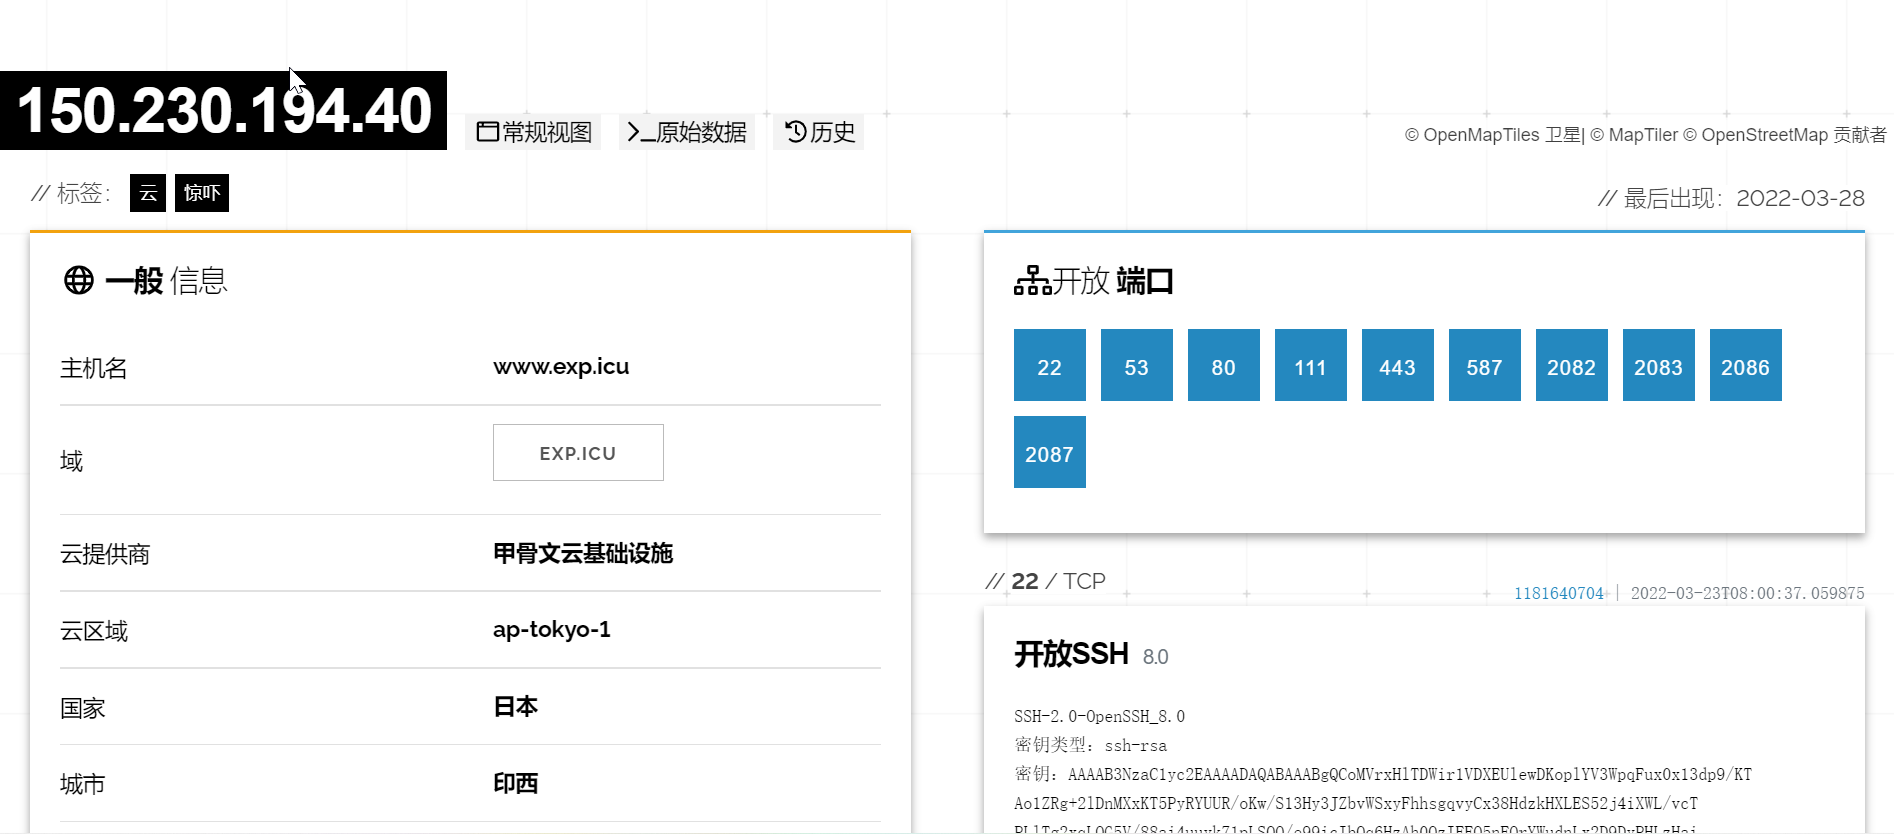 150.230.194.40
常规视图
原始数据
历史
© OpenMapTiles 卫星| © MapTiler © OpenStreetMap 贡献者
// 标签： 云 惊吓
// 最后出现：2022-03-28
一般 信息
主机名 www.exp.icu
域 EXP.ICU
云提供商 甲骨文云基础设施
云区域 ap-tokyo-1
国家 日本
城市 印西
开放 端口
22 53 80 111 443 587 2082 2083 2086
2087
// 22 / TCP
1181640704 | 2022-03-23T08:00:37.059875
开放SSH 8.0
SSH-2.0-OpenSSH_8.0
密钥类型：ssh-rsa
密钥：AAAAB3NzaC1yc2EAAAADAQABAAABgQCoMVrxHlTDWir1VDXEUlewDKoplYV3WpqFux0x13dp9/KT
Ao1ZRg+2lDnMXxKT5PyRYUUR/oKw/S13Hy3JZbvWSxyFhhsgqvyCx38HdzkHXLES52j4iXWL/vcT